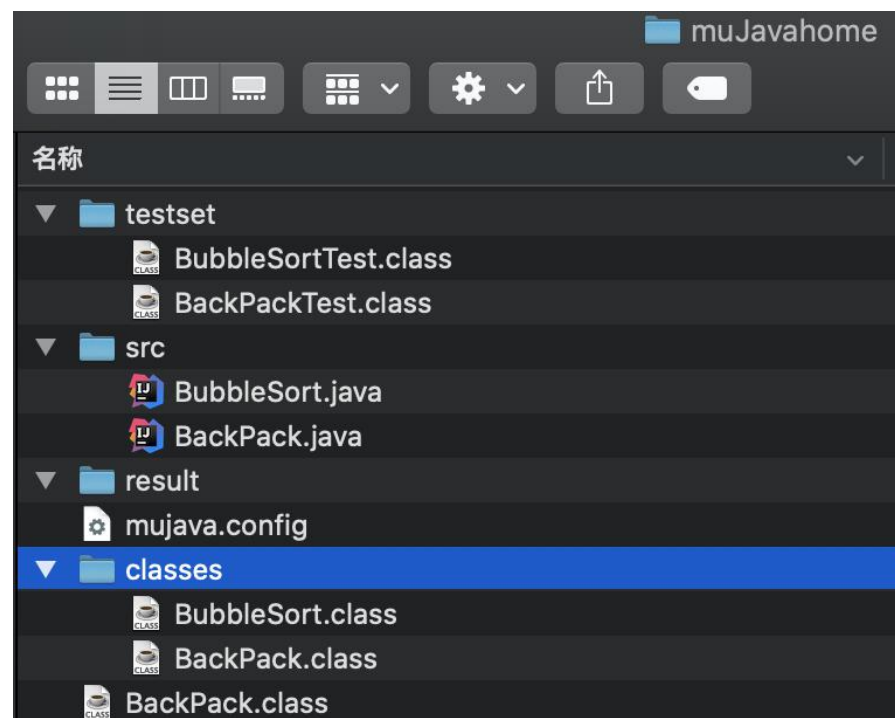 muJavahome
名称
testset
BubbleSortTest.class
BackPackTest.class
src
BubbleSort.java
BackPack.java
result
mujava.config
classes
BubbleSort.class
BackPack.class
BackPack.class